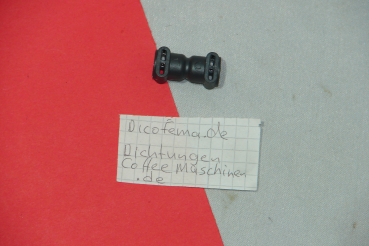 Dicofema.de
Dichtungen
Coffee Maschinen
.de